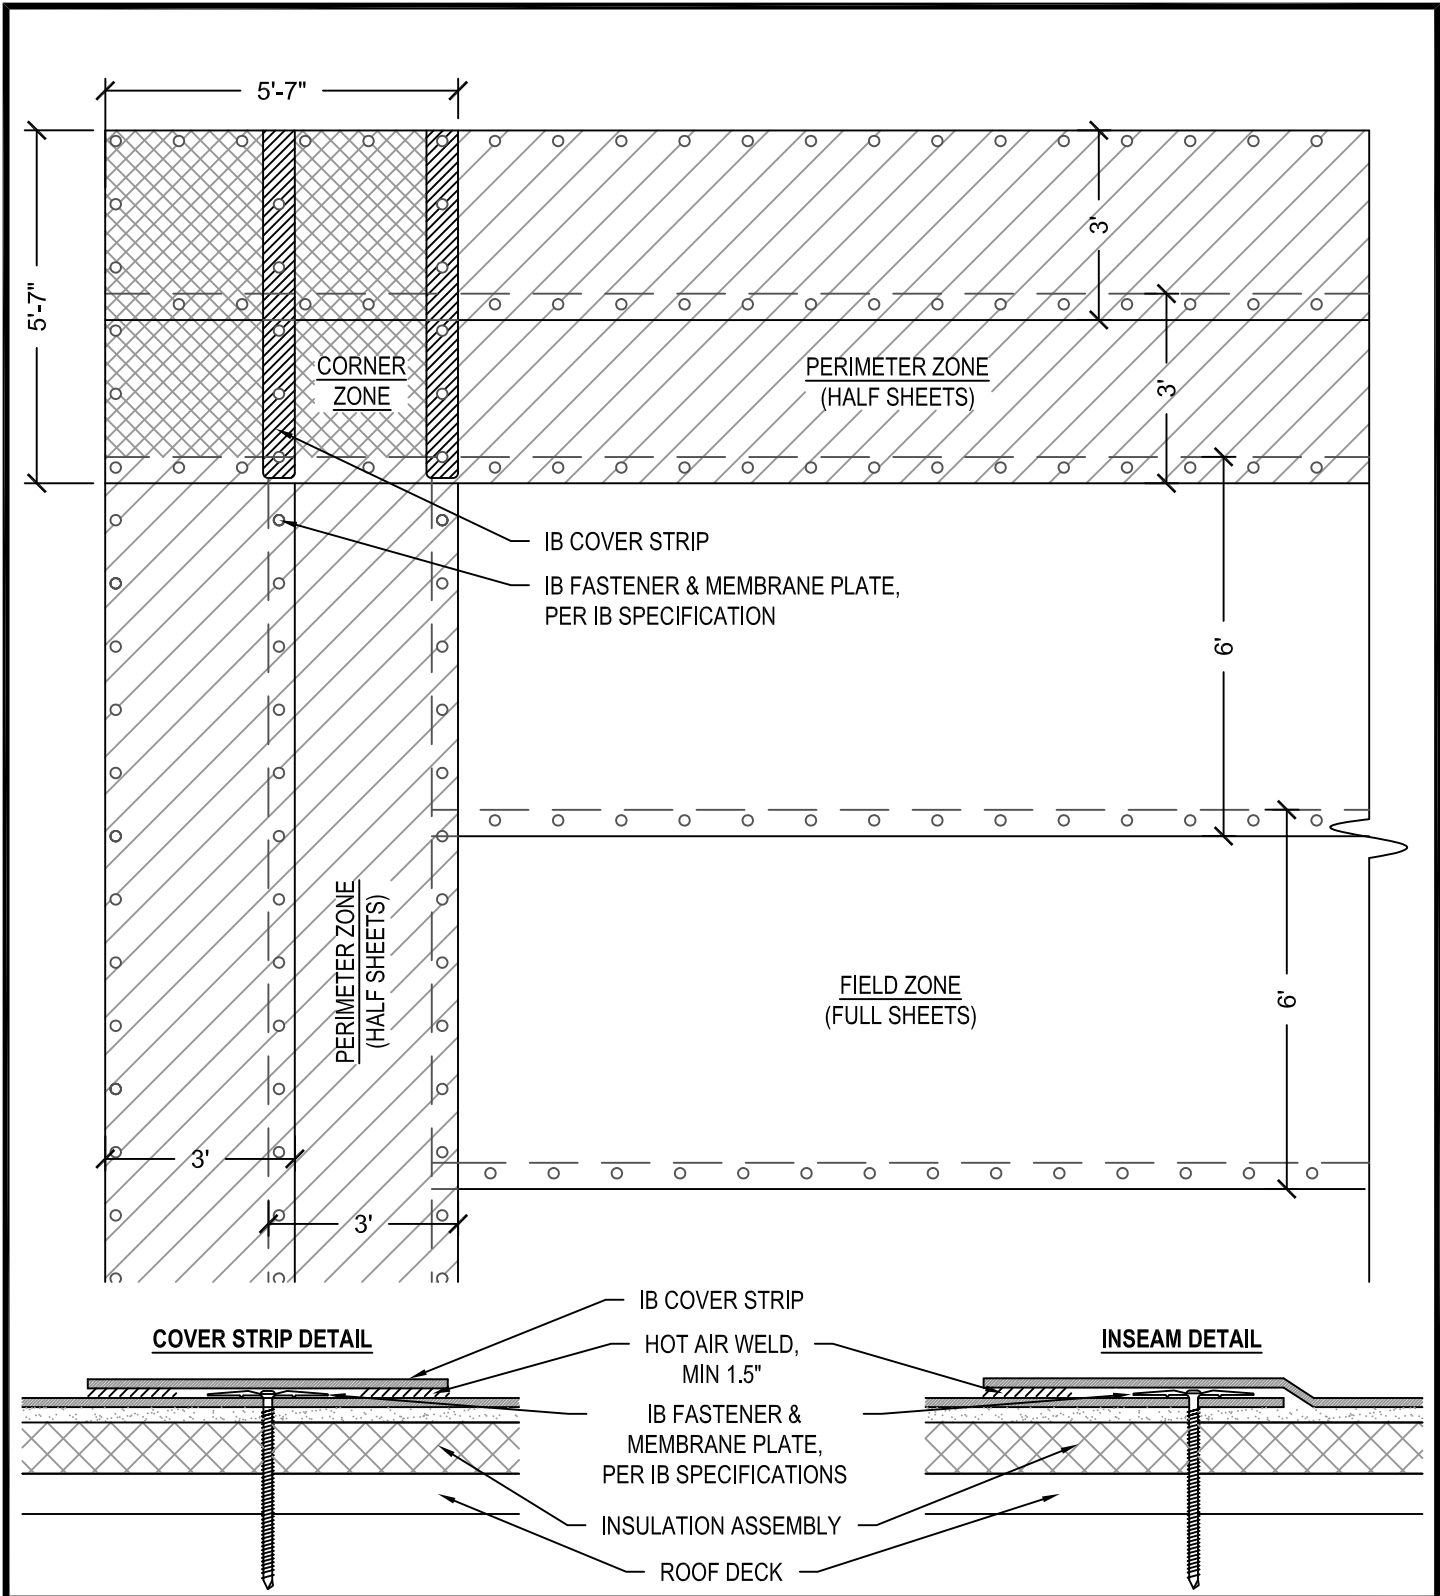 5'-7"
5'-7"
3'
3'
CORNER
ZONE
PERIMETER ZONE
(HALF SHEETS)
IB COVER STRIP
IB FASTENER & MEMBRANE PLATE,
PER IB SPECIFICATION
6'
PERIMETER ZONE
(HALF SHEETS)
FIELD ZONE
(FULL SHEETS)
6'
3'
3'
COVER STRIP DETAIL
IB COVER STRIP
HOT AIR WELD,
MIN 1.5"
IB FASTENER &
MEMBRANE PLATE,
PER IB SPECIFICATIONS
INSULATION ASSEMBLY
ROOF DECK
INSEAM DETAIL